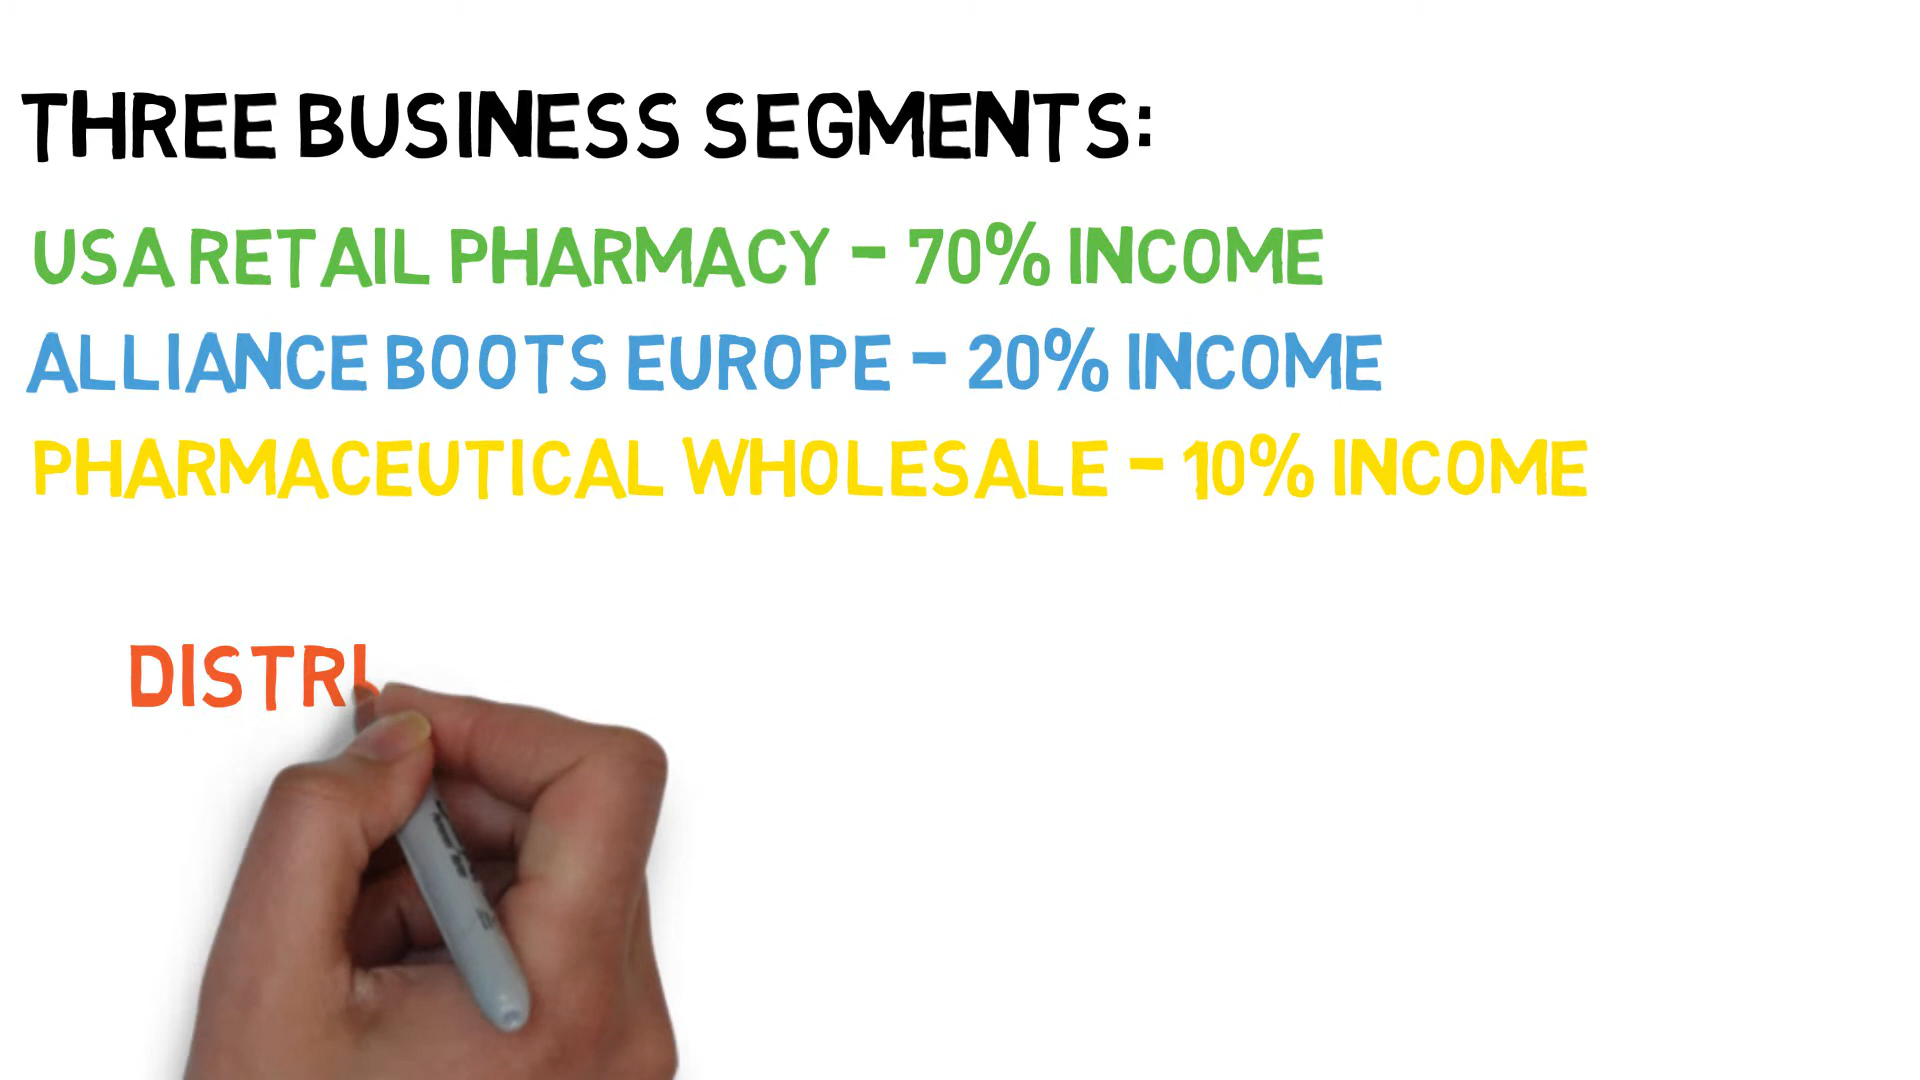 THREE BUSINESS SEGMENTS:
USA RETAIL PHARMACY - 70% INCOME
ALLIANCE BOOTS EUROPE - 20% INCOME
PHARMACEUTICAL WHOLESALE - 10% INCOME
DISTRI